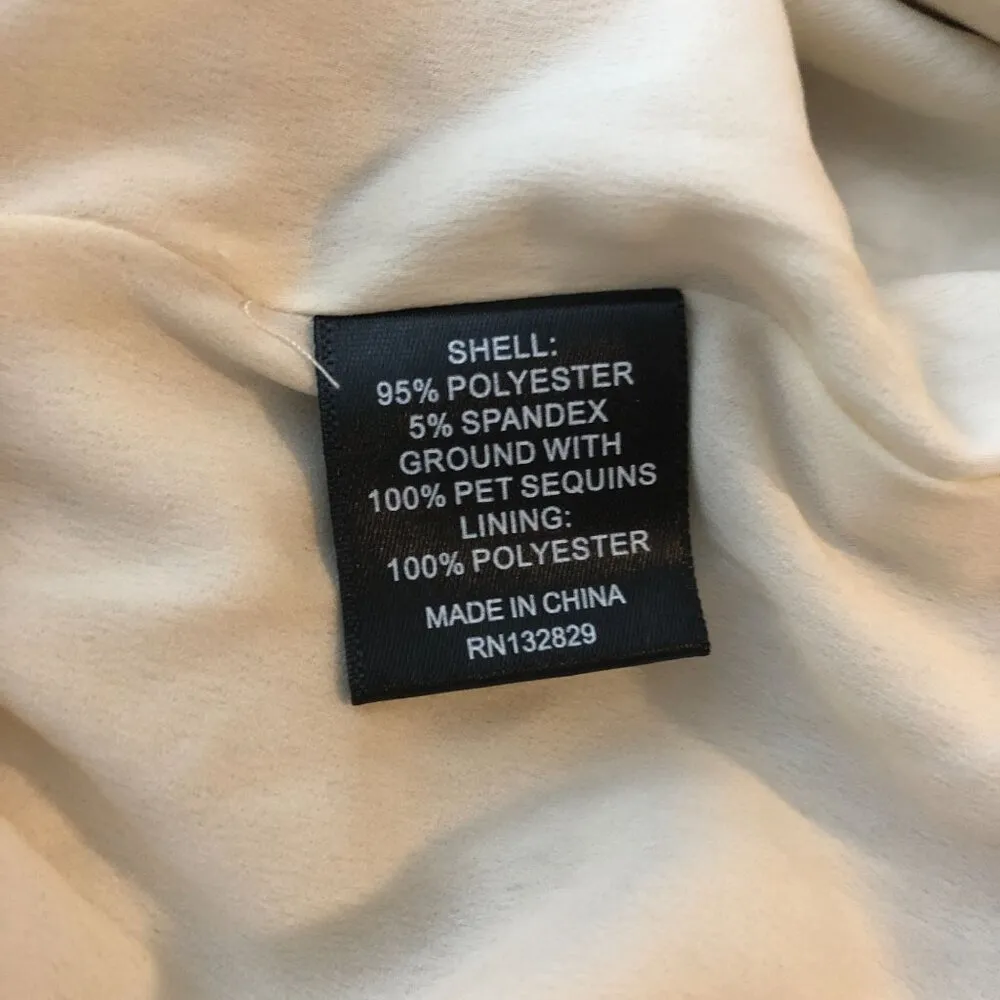 SHELL:
95% POLYESTER
5% SPANDEX
GROUND WITH
100% PET SEQUINS
LINING:
100% POLYESTER
MADE IN CHINA
RN132829